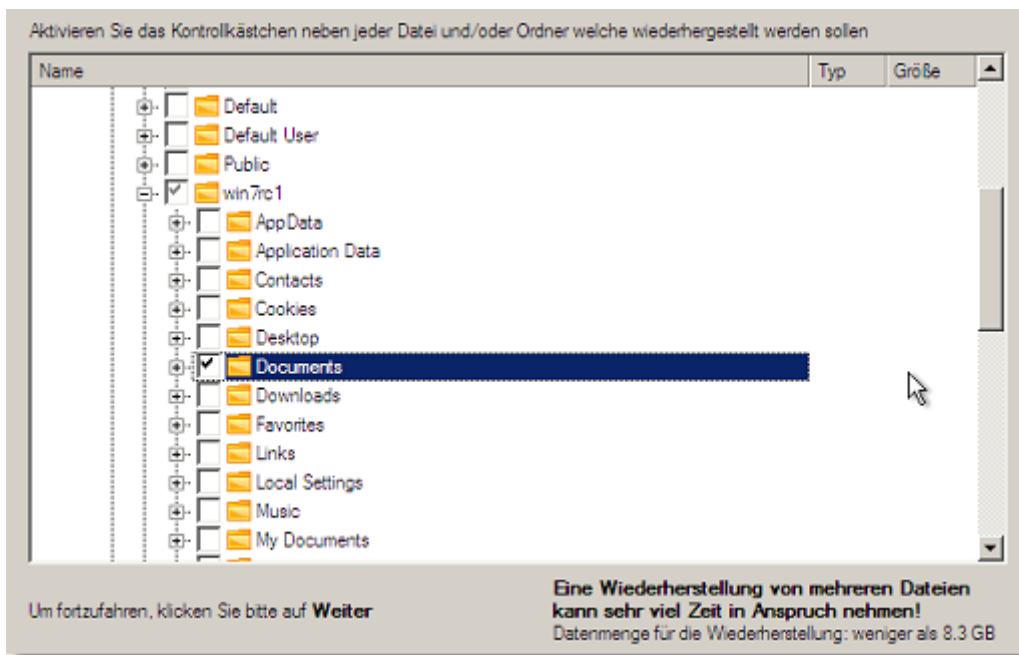 Aktivieren Sie das Kontrollkästchen neben jeder Datei und/oder Ordner welche wiederhergestellt werden sollen
Name Typ Größe
Default
Default User
Public
win7rc1
AppData
Application Data
Contacts
Cookies
Desktop
Documents
Downloads
Favorites
Links
Local Settings
Music
My Documents
Um fortzufahren, klicken Sie bitte auf Weiter
Eine Wiederherstellung von mehreren Dateien
kann sehr viel Zeit in Anspruch nehmen!
Datenmenge für die Wiederherstellung: weniger als 8.3 GB